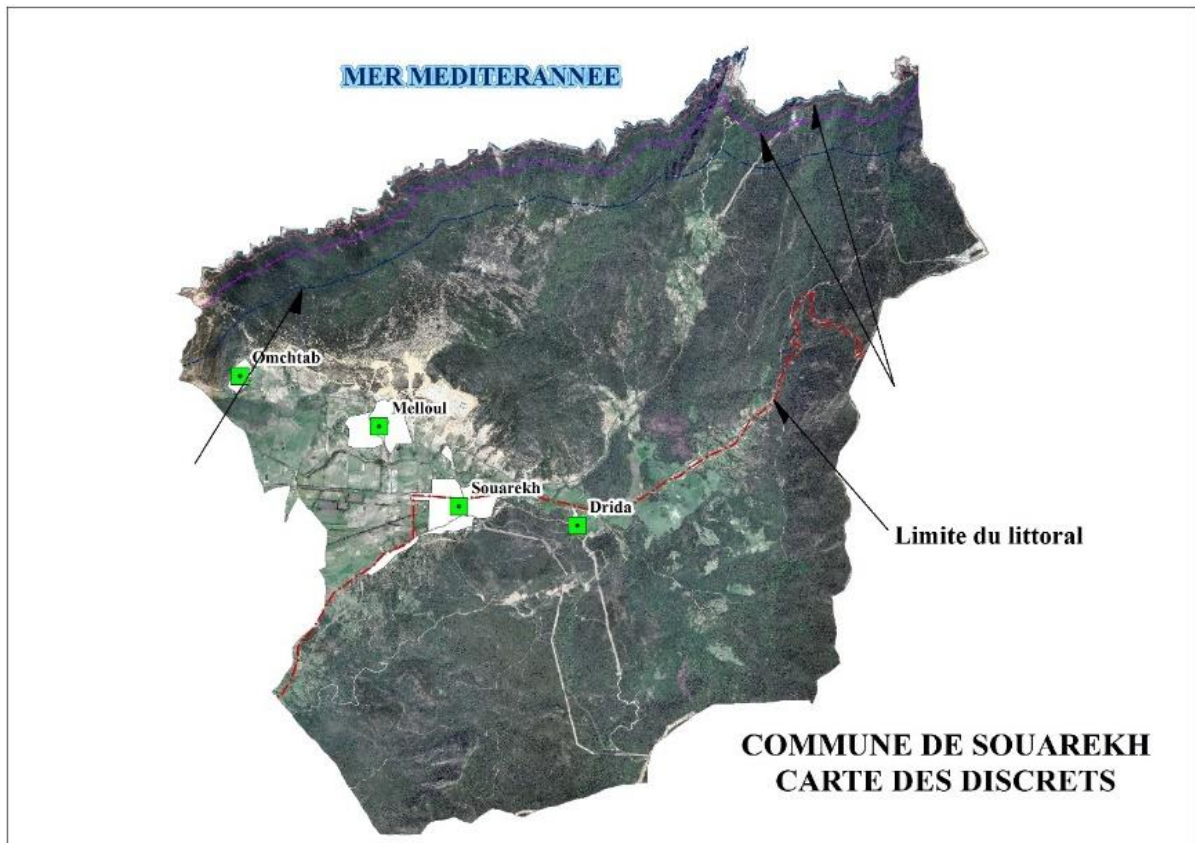 MER MEDITERANNEE
Omchtab
Melloul
Souarekh
Drida
Limite du littoral
COMMUNE DE SOUAREKH
CARTE DES DISCRETS